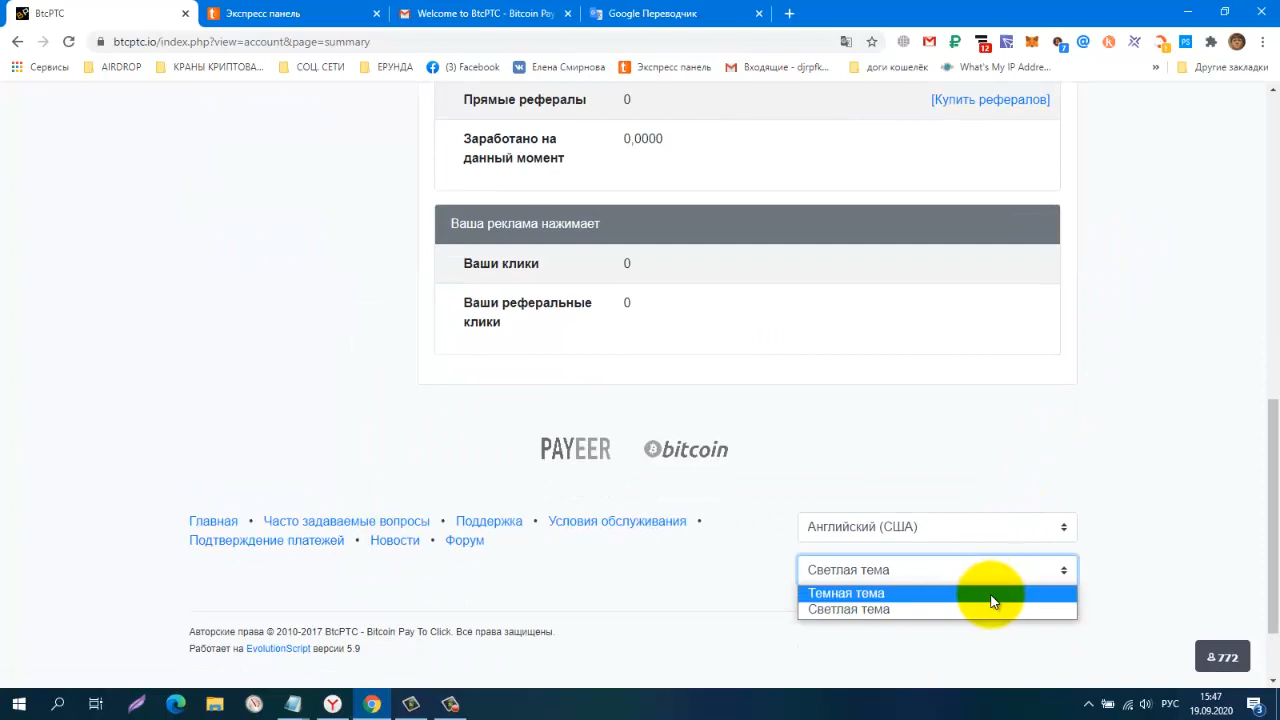 BtcPTC
Экспресс панель
Welcome to BtcPTC - Bitcoin Pay
Google Переводчик
btcptc.io/index.php?view=account&page=summary
12
7
2
PS
Сервисы
AIRDROP
КРАНЫ КРИПТОВА...
СОЦ. СЕТИ
ЕРУНДА
(3) Facebook
Елена Смирнова
Экспресс панель
Входящие - djrpfk...
доги кошелёк
What's My IP Addre...
»
Другие закладки
Прямые рефералы 0 [Купить рефералов]
Заработано на 0,0000
данный момент
Ваша реклама нажимает
Ваши клики 0
Ваши реферальные 0
клики
PAYEER
bitcoin
Главная • Часто задаваемые вопросы • Поддержка • Условия обслуживания •
Подтверждение платежей • Новости • Форум
Английский (США)
Светлая тема
Темная тема
Светлая тема
Авторские права © 2010-2017 BtcPTC - Bitcoin Pay To Click. Все права защищены.
Работает на EvolutionScript версии 5.9
772
РУС
15:47
19.09.2020
3